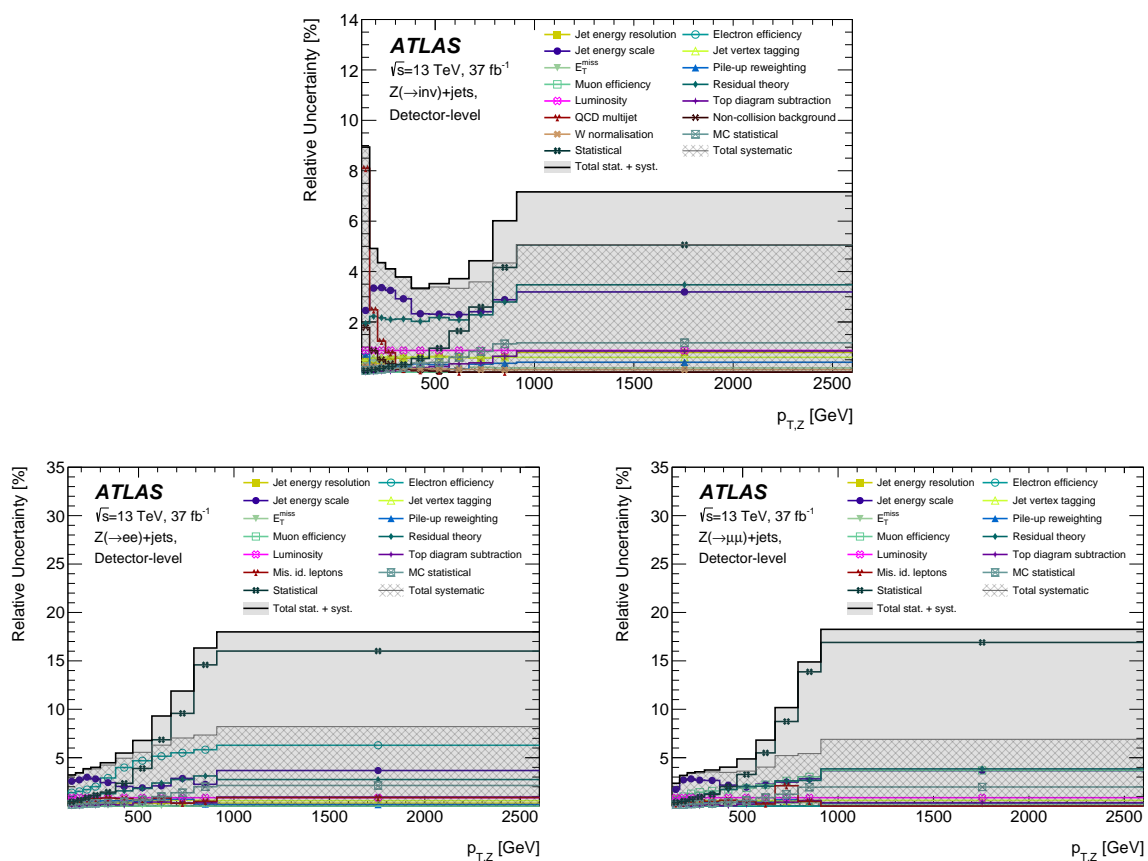 Relative Uncertainty [%]
14
12
10
8
6
4
2
ATLAS
√s=13 TeV, 37 fb⁻¹
Z(→inv)+jets,
Detector-level
Jet energy resolution
Jet energy scale
E_T^miss
Muon efficiency
Luminosity
QCD multijet
W normalisation
Statistical
Total stat. + syst.
Electron efficiency
Jet vertex tagging
Pile-up reweighting
Residual theory
Top diagram subtraction
Non-collision background
MC statistical
Total systematic
500 1000 1500 2000 2500
p_T,Z [GeV]
Relative Uncertainty [%]
35
30
25
20
15
10
5
ATLAS
√s=13 TeV, 37 fb⁻¹
Z(→ee)+jets,
Detector-level
Jet energy resolution
Jet energy scale
E_T^miss
Muon efficiency
Luminosity
Mis. id. leptons
Statistical
Total stat. + syst.
Electron efficiency
Jet vertex tagging
Pile-up reweighting
Residual theory
Top diagram subtraction
MC statistical
Total systematic
500 1000 1500 2000 2500
p_T,Z [GeV]
Relative Uncertainty [%]
35
30
25
20
15
10
5
ATLAS
√s=13 TeV, 37 fb⁻¹
Z(→μμ)+jets,
Detector-level
Jet energy resolution
Jet energy scale
E_T^miss
Muon efficiency
Luminosity
Mis. id. leptons
Statistical
Total stat. + syst.
Electron efficiency
Jet vertex tagging
Pile-up reweighting
Residual theory
Top diagram subtraction
MC statistical
Total systematic
500 1000 1500 2000 2500
p_T,Z [GeV]